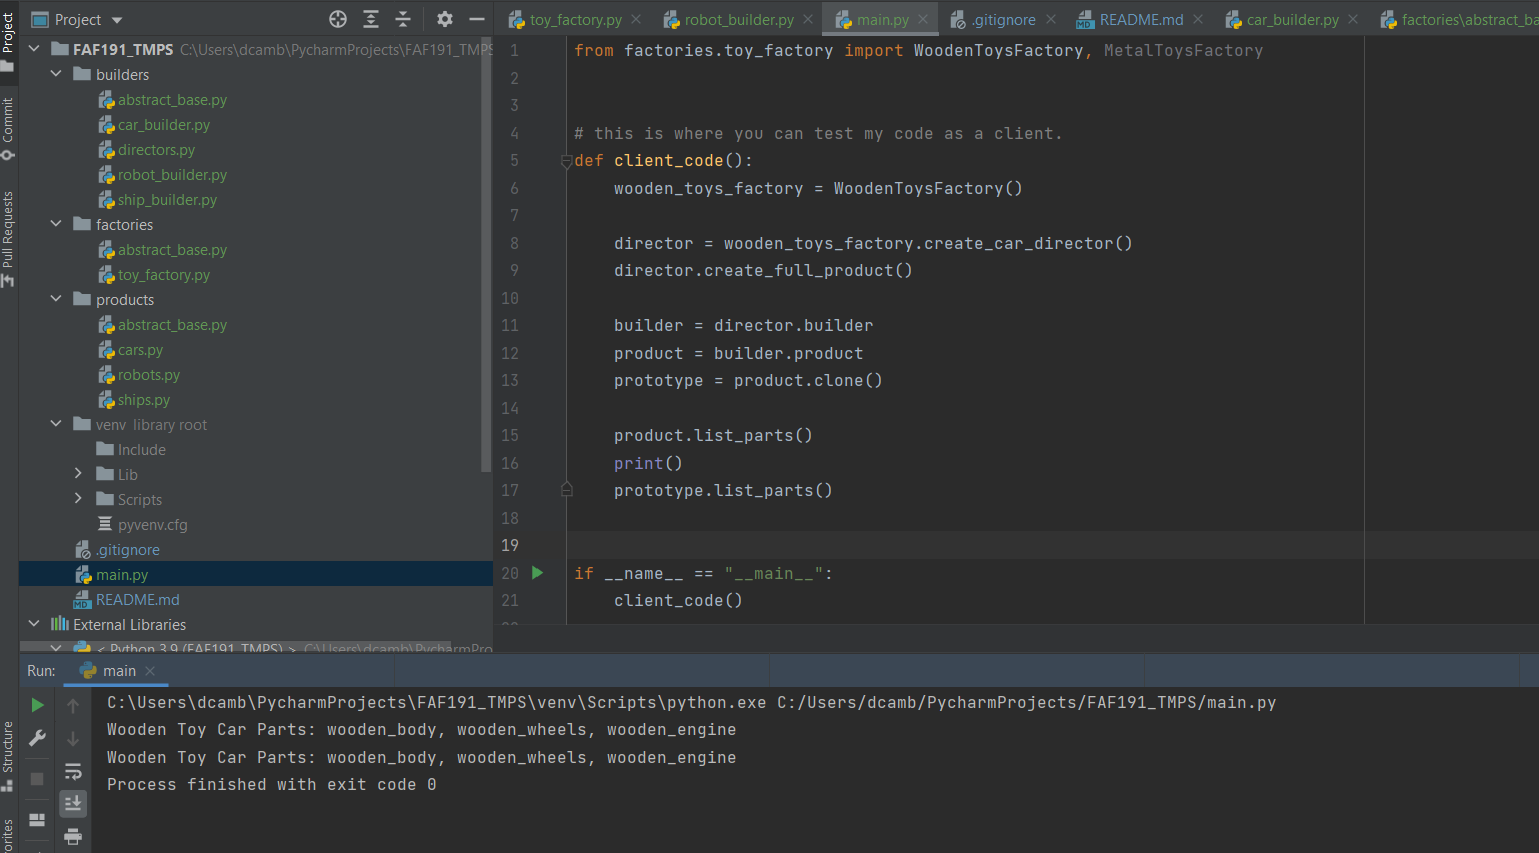 Project
toy_factory.py
robot_builder.py
main.py
.gitignore
README.md
car_builder.py
factories\abstract_ba
Project
Commit
Pull Requests
FAF191_TMPS C:\Users\dcamb\PycharmProjects\FAF191_TMPS
builders
abstract_base.py
car_builder.py
directors.py
robot_builder.py
ship_builder.py
factories
abstract_base.py
toy_factory.py
products
abstract_base.py
cars.py
robots.py
ships.py
venv library root
Include
Lib
Scripts
pyvenv.cfg
.gitignore
main.py
README.md
External Libraries
< Python 3.9 (FAF191_TMPS) > C:\Users\dcamb\PycharmPro
1 from factories.toy_factory import WoodenToysFactory, MetalToysFactory
2
3
4 # this is where you can test my code as a client.
5 def client_code():
6 wooden_toys_factory = WoodenToysFactory()
7
8 director = wooden_toys_factory.create_car_director()
9 director.create_full_product()
10
11 builder = director.builder
12 product = builder.product
13 prototype = product.clone()
14
15 product.list_parts()
16 print()
17 prototype.list_parts()
18
19
20 if __name__ == "__main__":
21 client_code()
Run: main
C:\Users\dcamb\PycharmProjects\FAF191_TMPS\venv\Scripts\python.exe C:/Users/dcamb/PycharmProjects/FAF191_TMPS/main.py
Wooden Toy Car Parts: wooden_body, wooden_wheels, wooden_engine
Wooden Toy Car Parts: wooden_body, wooden_wheels, wooden_engine
Process finished with exit code 0
Structure
orites